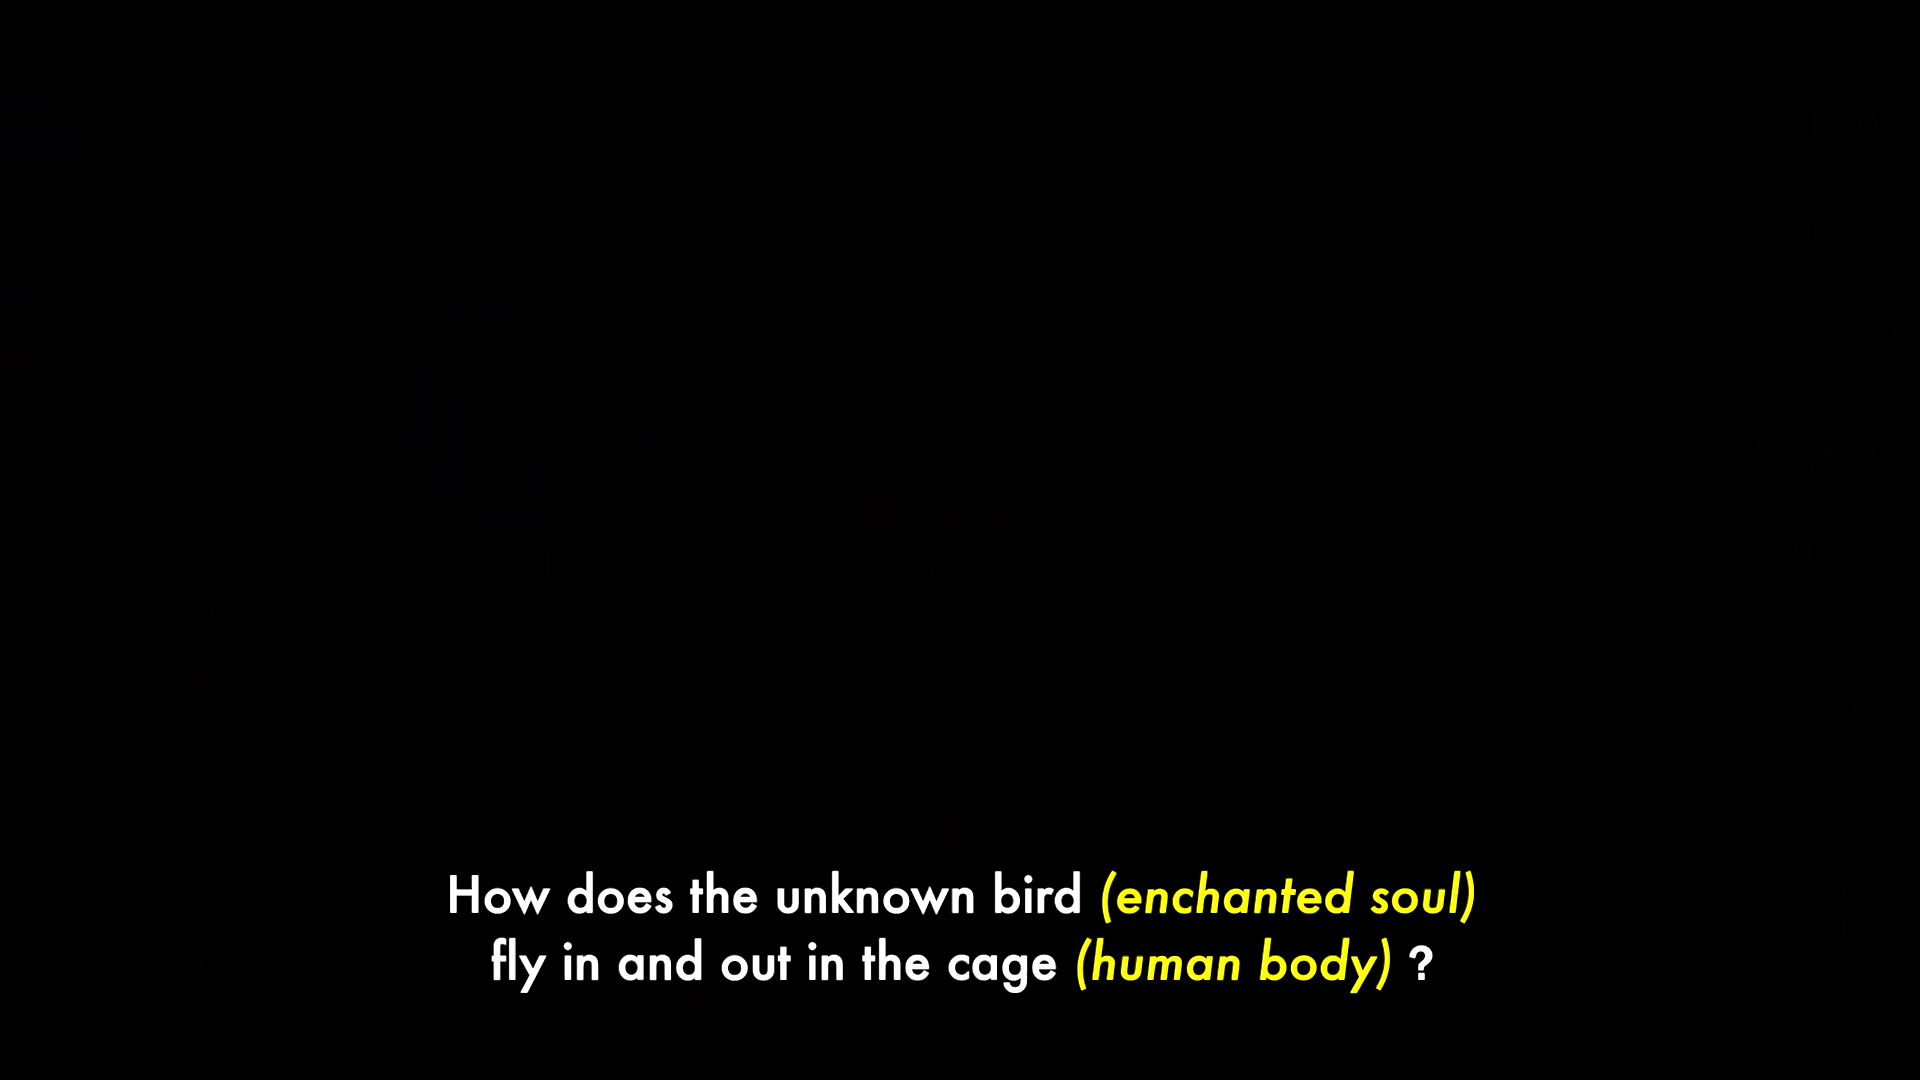 How does the unknown bird (enchanted soul)
fly in and out in the cage (human body) ?